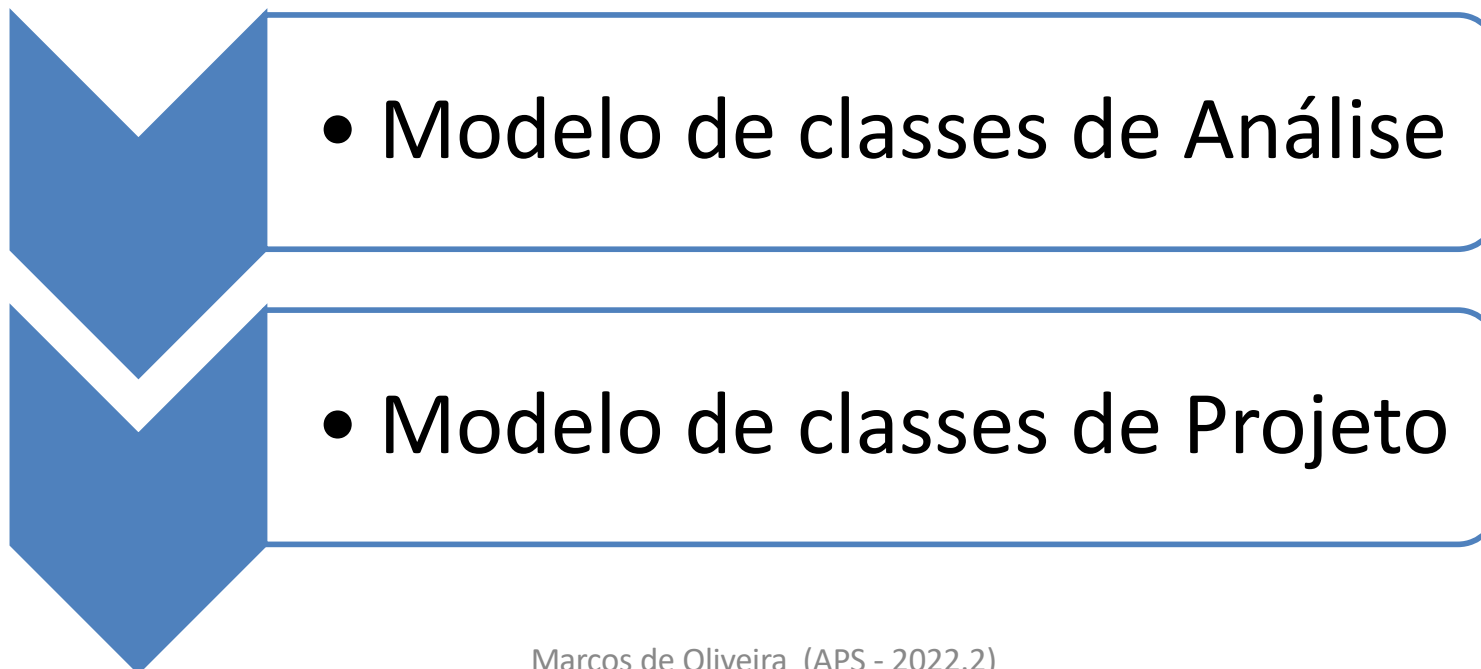 • Modelo de classes de Análise
• Modelo de classes de Projeto
Marcos de Oliveira (APS - 2022.2)